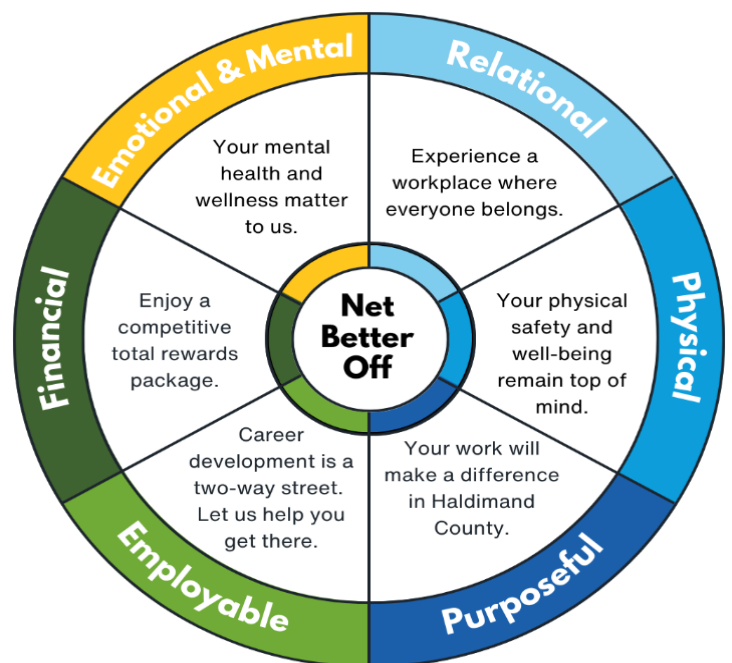 Emotional & Mental
Your mental
health and
wellness matter
to us.
Relational
Experience a
workplace where
everyone belongs.
Physical
Your physical
safety and
well-being
remain top of
mind.
Purposeful
Your work will
make a difference
in Haldimand
County.
Employable
Career
development is a
two-way street.
Let us help you
get there.
Financial
Enjoy a
competitive
total rewards
package.
Net
Better
Off